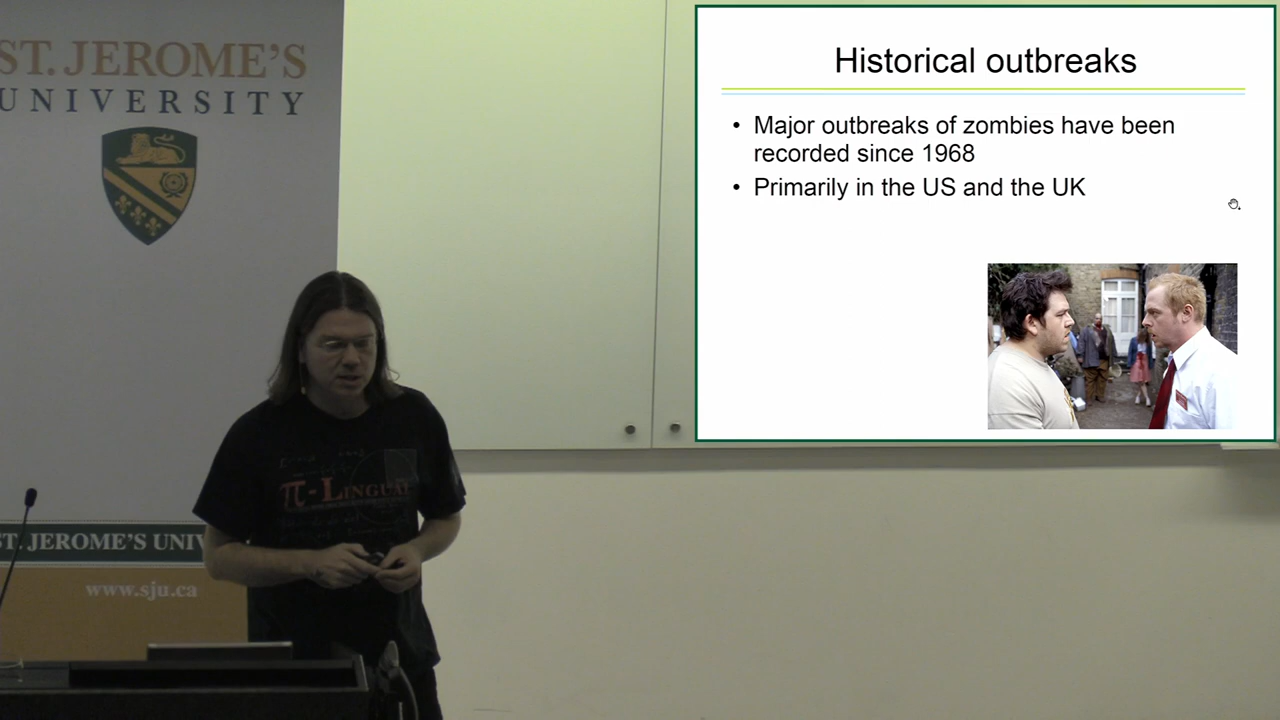 ST. JEROME'S
UNIVERSITY
Historical outbreaks
• Major outbreaks of zombies have been
recorded since 1968
• Primarily in the US and the UK
π-LINGUAL
ST. JEROME'S UNIV
www.sju.ca